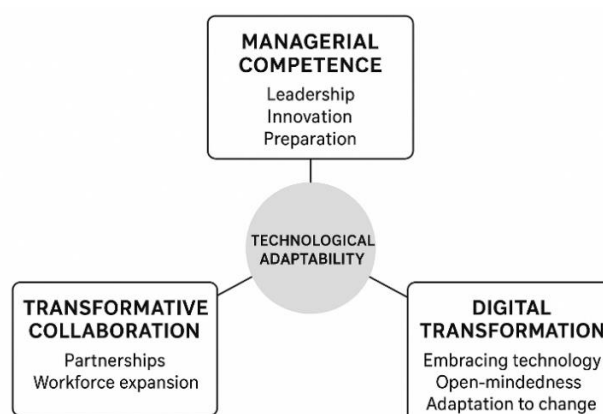 MANAGERIAL
COMPETENCE
Leadership
Innovation
Preparation
TECHNOLOGICAL
ADAPTABILITY
TRANSFORMATIVE
COLLABORATION
Partnerships
Workforce expansion
DIGITAL
TRANSFORMATION
Embracing technology
Open-mindedness
Adaptation to change